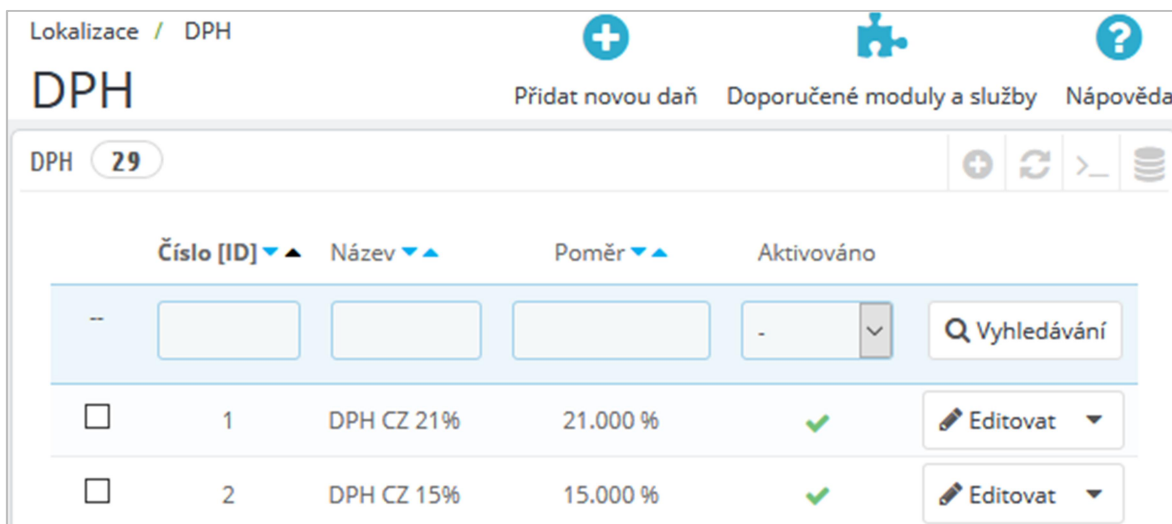 Lokalizace / DPH
DPH
Přidat novou daň Doporučené moduly a služby Nápověda
DPH 29
Číslo [ID] Název Poměr Aktivováno
-- - Vyhledávání
1 DPH CZ 21% 21.000 % Editovat
2 DPH CZ 15% 15.000 % Editovat